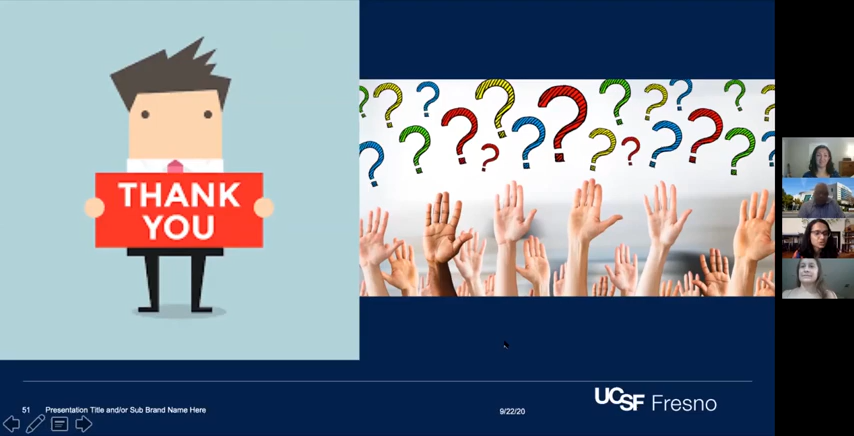 THANK
YOU
51 Presentation Title and/or Sub Brand Name Here
9/22/20
UCSF Fresno